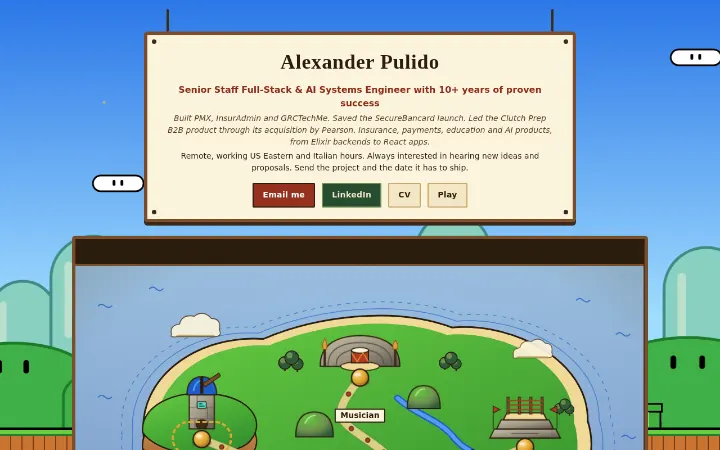 Alexander Pulido
Senior Staff Full-Stack & AI Systems Engineer with 10+ years of proven
success
Built PMX, InsurAdmin and GRCTechMe. Saved the SecureBancard launch. Led the Clutch Prep
B2B product through its acquisition by Pearson. Insurance, payments, education and AI products,
from Elixir backends to React apps.
Remote, working US Eastern and Italian hours. Always interested in hearing new ideas and
proposals. Send the project and the date it has to ship.
Email me
LinkedIn
CV
Play
Musician